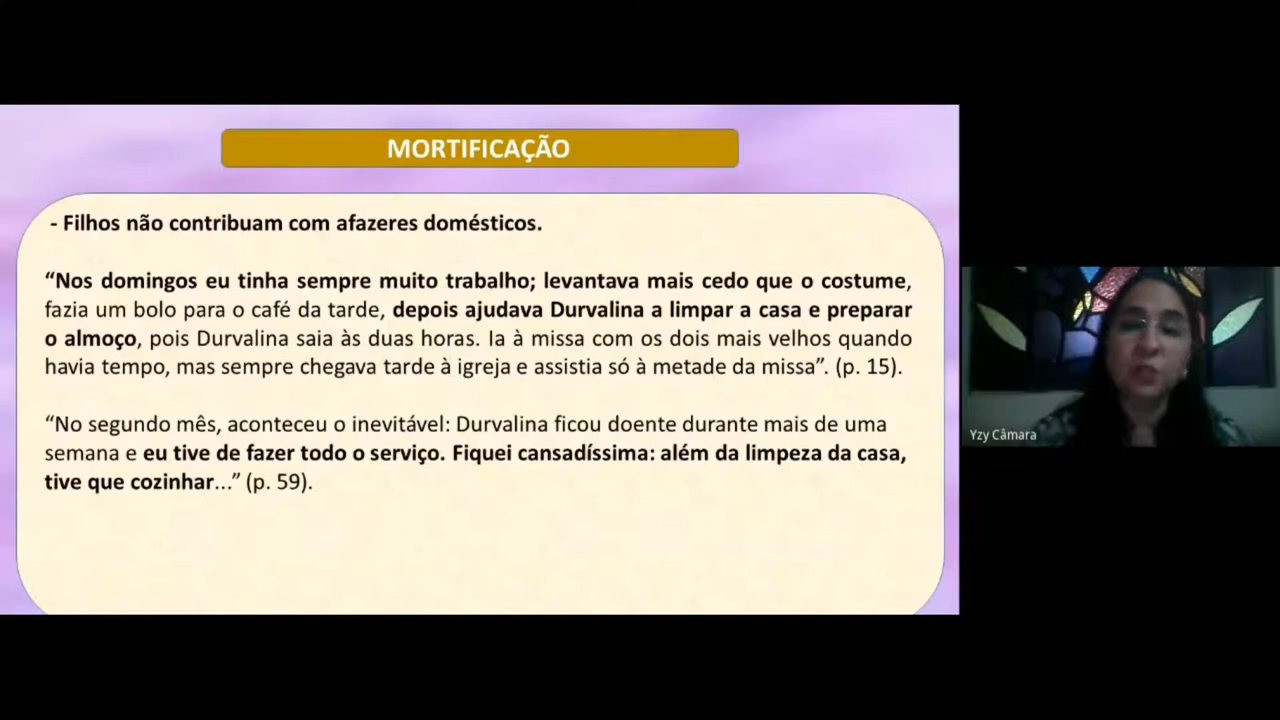 MORTIFICAÇÃO
- Filhos não contribuam com afazeres domésticos.
“Nos domingos eu tinha sempre muito trabalho; levantava mais cedo que o costume,
fazia um bolo para o café da tarde, depois ajudava Durvalina a limpar a casa e preparar
o almoço, pois Durvalina saia às duas horas. Ia à missa com os dois mais velhos quando
havia tempo, mas sempre chegava tarde à igreja e assistia só à metade da missa”. (p. 15).
“No segundo mês, aconteceu o inevitável: Durvalina ficou doente durante mais de uma
semana e eu tive de fazer todo o serviço. Fiquei cansadíssima: além da limpeza da casa,
tive que cozinhar...” (p. 59).
Yzy Câmara